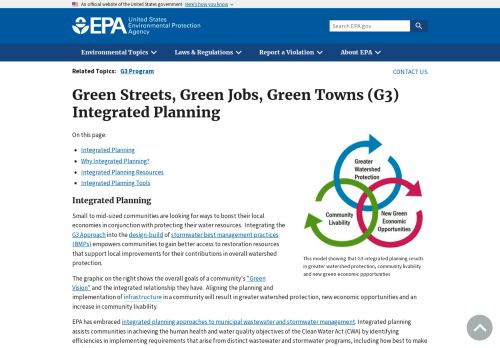 An official website of the United States government Here's how you know
EPA United States
Environmental Protection
Agency
Search EPA.gov
Environmental Topics Laws & Regulations Report a Violation About EPA
Related Topics: G3 Program CONTACT US
Green Streets, Green Jobs, Green Towns (G3)
Integrated Planning
On this page:
• Integrated Planning
• Why Integrated Planning?
• Integrated Planning Resources
• Integrated Planning Tools
Integrated Planning
Small to mid-sized communities are looking for ways to boost their local
economies in conjunction with protecting their water resources. Integrating the
G3 Approach into the design-build of stormwater best management practices
(BMPs) empowers communities to gain better access to restoration resources
that support local improvements for their contributions in overall watershed
protection.
Greater
Watershed
Protection
Community
Livability
New Green
Economic
Opportunities
This model showing that G3 integrated planning results
in greater watershed protection, community livability and
new green economic opportunities
The graphic on the right shows the overall goals of a community's "Green
Vision" and the integrated relationship they have. Aligning the planning and
implementation of infrastructure in a community will result in greater watershed protection, new economic opportunities and an
increase in community livability.
EPA has embraced integrated planning approaches to municipal wastewater and stormwater management. Integrated planning
assists communities in achieving the human health and water quality objectives of the Clean Water Act (CWA) by identifying
efficiencies in implementing requirements that arise from distinct wastewater and stormwater programs, including how best to make